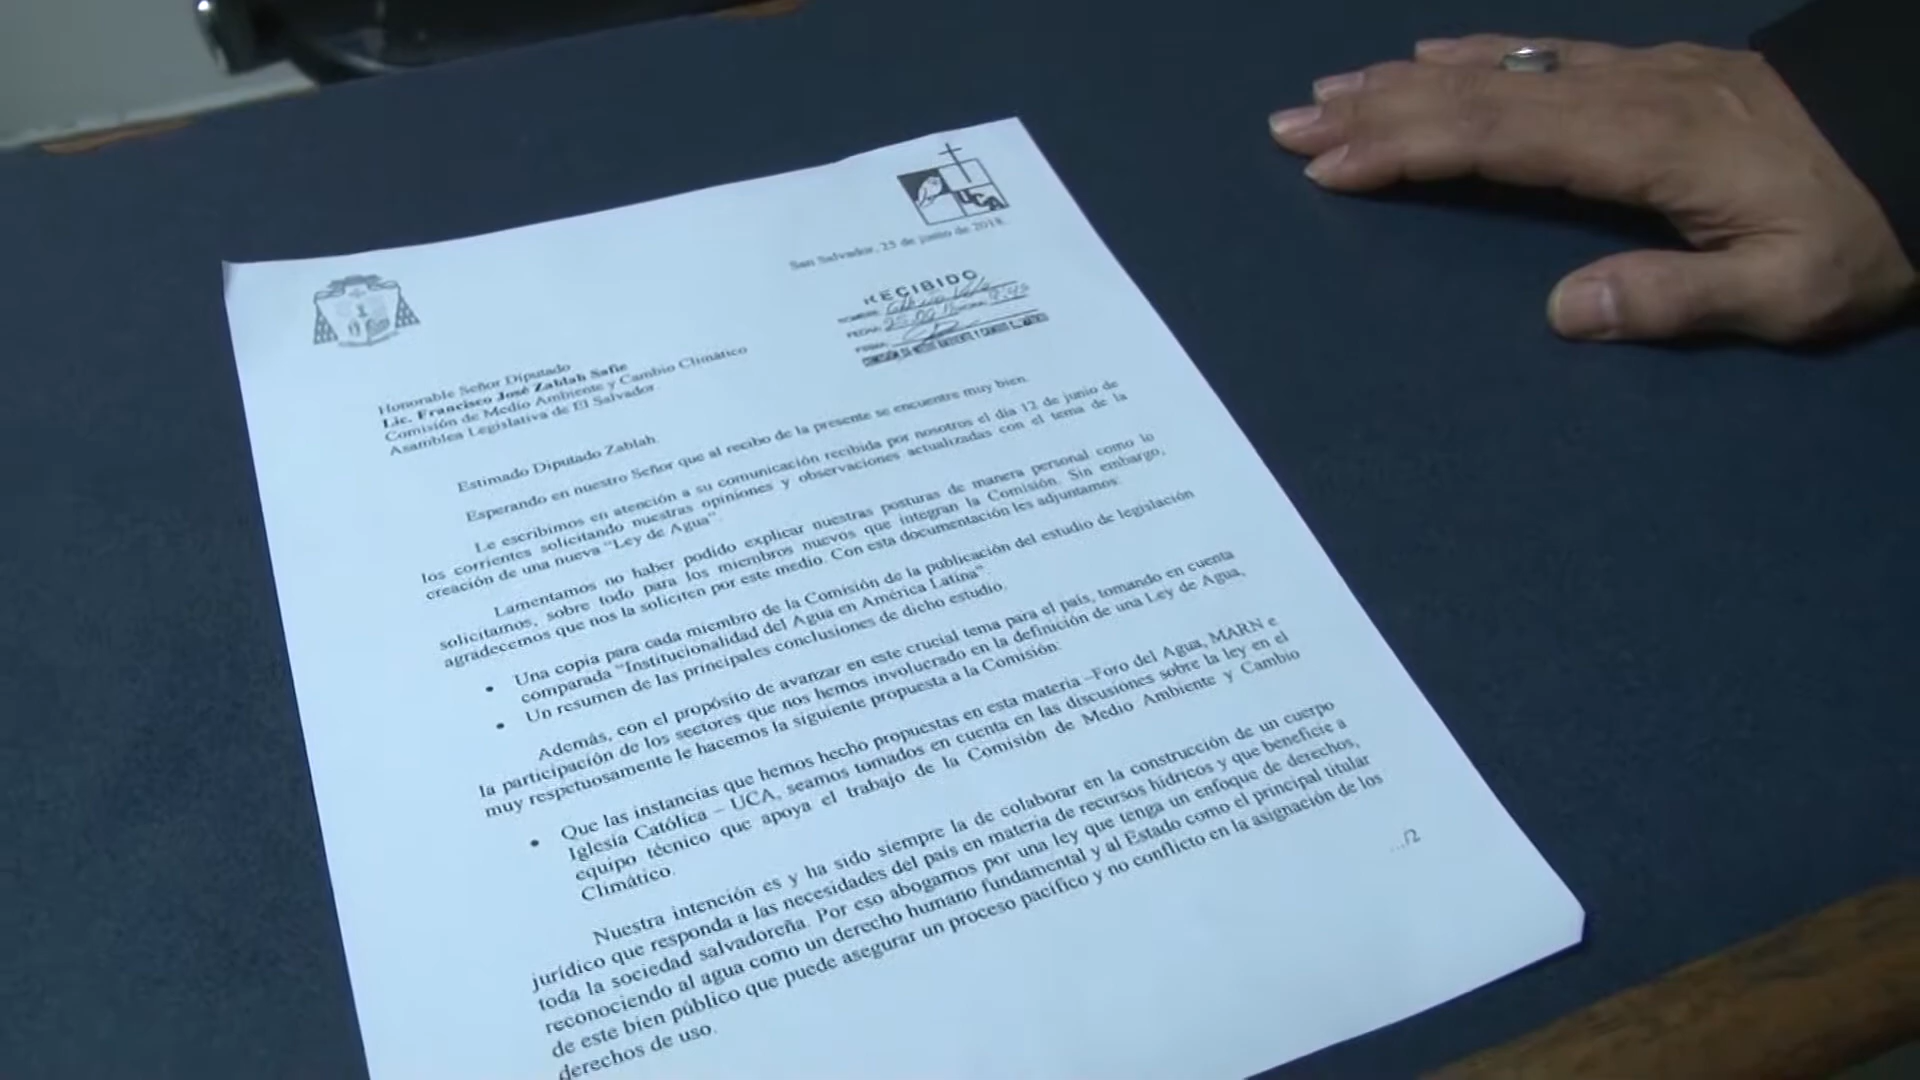 UCA
San Salvador, 25 de junio de 2018.
RECIBIDO
NOMBRE:
FECHA:
FIRMA:
COMISIÓN DE MEDIO AMBIENTE Y CAMBIO CLIMÁTICO
Honorable Señor Diputado
Lic. Francisco José Zablah Safie
Comisión de Medio Ambiente y Cambio Climático
Asamblea Legislativa de El Salvador.
Estimado Diputado Zablah.
Esperando en nuestro Señor que al recibo de la presente se encuentre muy bien.
Le escribimos en atención a su comunicación recibida por nosotros el día 12 de junio de
los corrientes solicitando nuestras opiniones y observaciones actualizadas con el tema de la
creación de una nueva "Ley de Agua".
Lamentamos no haber podido explicar nuestras posturas de manera personal como lo
solicitamos, sobre todo para los miembros nuevos que integran la Comisión. Sin embargo,
agradecemos que nos la soliciten por este medio. Con esta documentación les adjuntamos:
• Una copia para cada miembro de la Comisión de la publicación del estudio de legislación
comparada "Institucionalidad del Agua en América Latina".
• Un resumen de las principales conclusiones de dicho estudio.
Además, con el propósito de avanzar en este crucial tema para el país, tomando en cuenta
la participación de los sectores que nos hemos involucrado en la definición de una Ley de Agua,
muy respetuosamente le hacemos la siguiente propuesta a la Comisión:
• Que las instancias que hemos hecho propuestas en esta materia –Foro del Agua, MARN e
Iglesia Católica – UCA, seamos tomados en cuenta en las discusiones sobre la ley en el
equipo técnico que apoya el trabajo de la Comisión de Medio Ambiente y Cambio
Climático.
Nuestra intención es y ha sido siempre la de colaborar en la construcción de un cuerpo
jurídico que responda a las necesidades del país en materia de recursos hídricos y que beneficie a
toda la sociedad salvadoreña. Por eso abogamos por una ley que tenga un enfoque de derechos,
reconociendo al agua como un derecho humano fundamental y al Estado como el principal titular
de este bien público que puede asegurar un proceso pacífico y no conflicto en la asignación de los
derechos de uso.
.../2